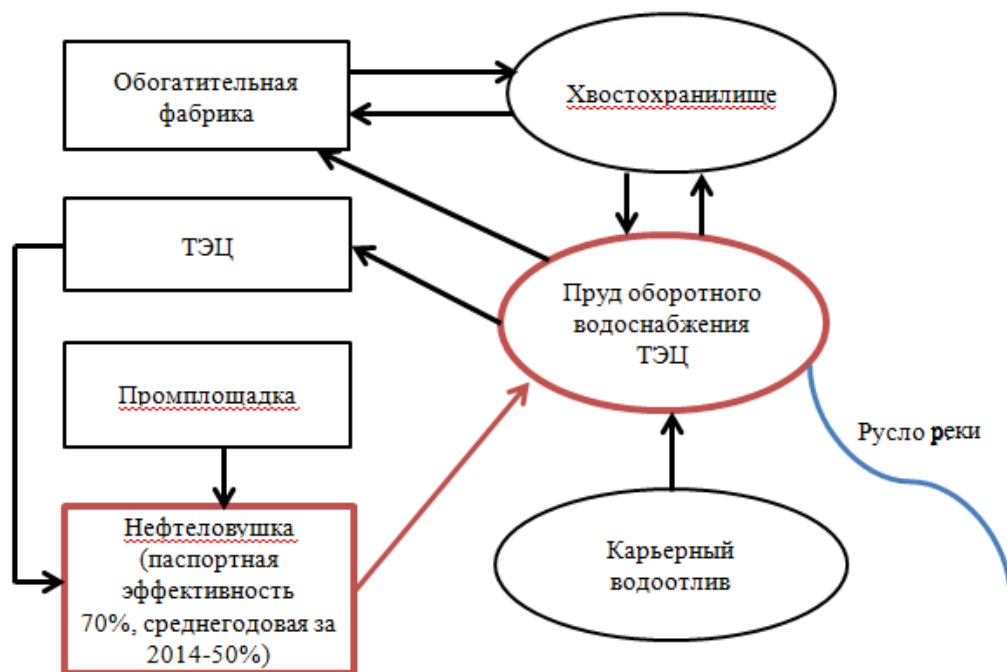 Обогатительная
фабрика
Хвостохранилище
ТЭЦ
Пруд оборотного
водоснабжения
ТЭЦ
Промплощадка
Русло реки
Нефтеловушка
(паспортная
эффективность
70%, среднегодовая за
2014-50%)
Карьерный
водоотлив